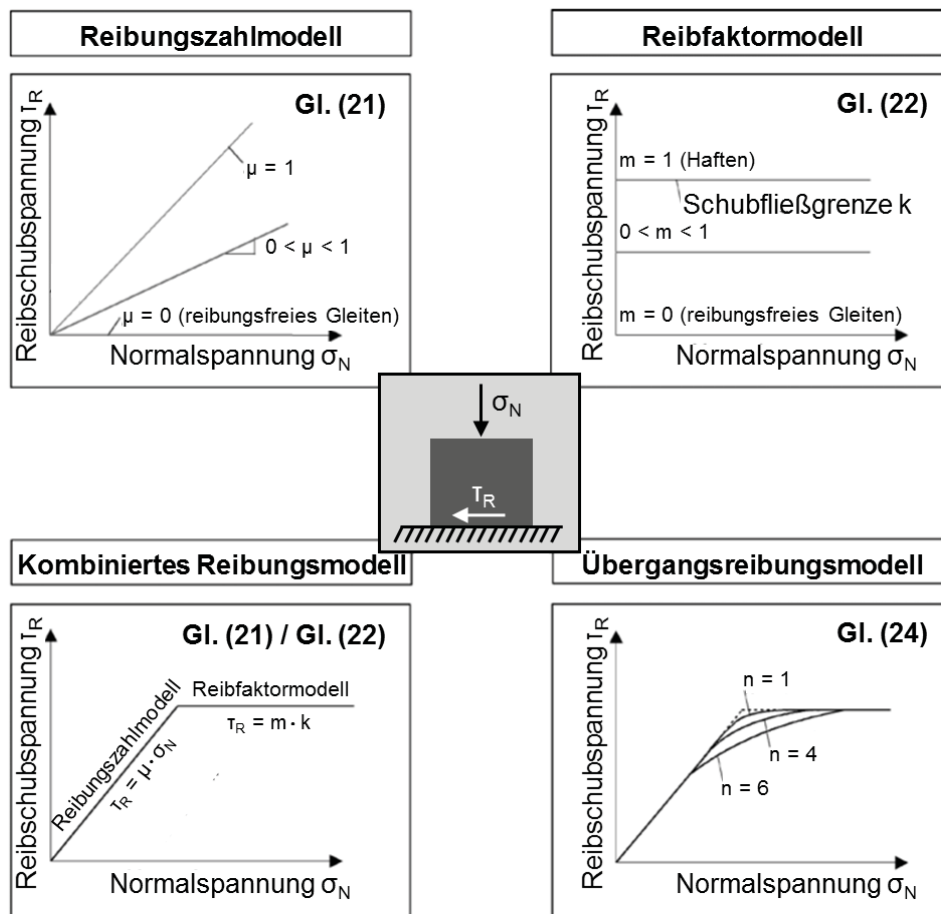 Reibungszahlmodell
Reibschubspannung τR
Gl. (21)
μ = 1
0 < μ < 1
μ = 0 (reibungsfreies Gleiten)
Normalspannung σN
Reibfaktormodell
Reibschubspannung τR
Gl. (22)
m = 1 (Haften)
Schubfließgrenze k
0 < m < 1
m = 0 (reibungsfreies Gleiten)
Normalspannung σN
σN
τR
Kombiniertes Reibungsmodell
Reibschubspannung τR
Gl. (21) / Gl. (22)
Reibungszahlmodell
τR = μ · σN
Reibfaktormodell
τR = m · k
Normalspannung σN
Übergangsreibungsmodell
Reibschubspannung τR
Gl. (24)
n = 1
n = 4
n = 6
Normalspannung σN